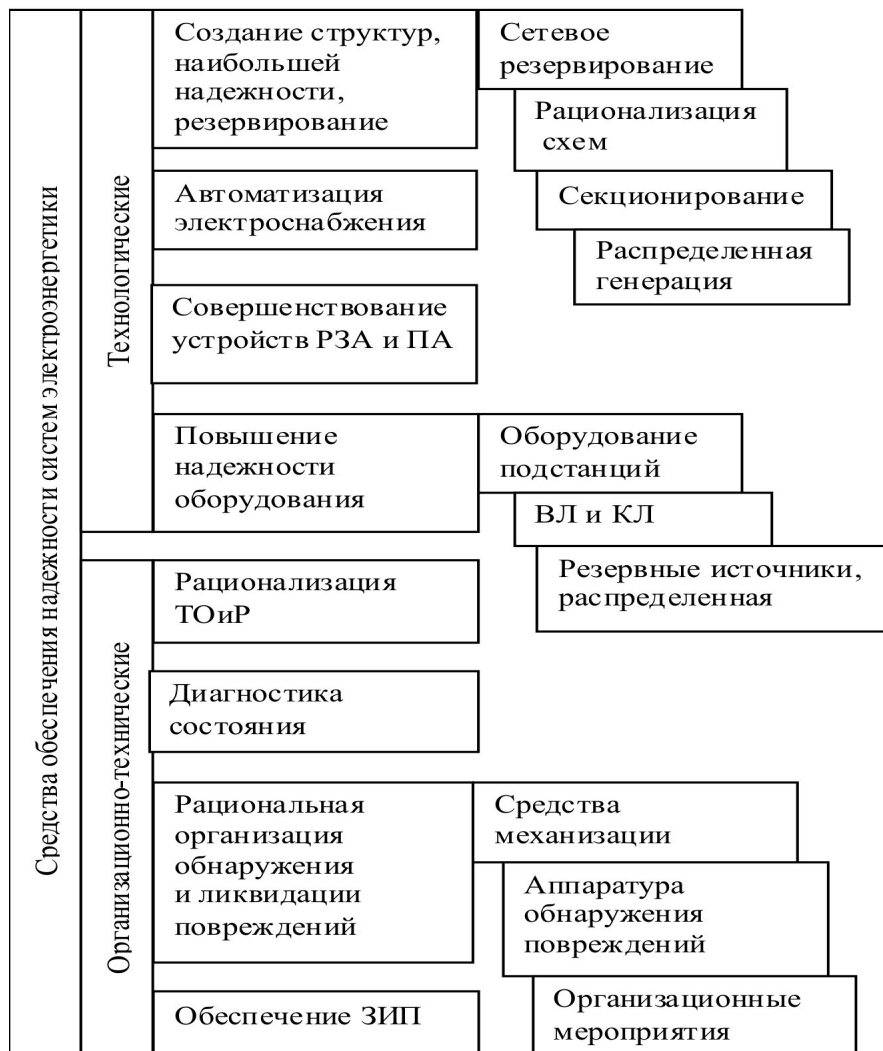 Средства обеспечения надежности систем электроэнергетики
Технологические
Создание структур,
наибольшей
надежности,
резервирование
Сетевое
резервирование
Рационализация
схем
Секционирование
Распределенная
генерация
Автоматизация
электроснабжения
Совершенствование
устройств РЗА и ПА
Повышение
надежности
оборудования
Оборудование
подстанций
ВЛ и КЛ
Резервные источники,
распределенная
Организационно-технические
Рационализация
ТОиР
Диагностика
состояния
Рациональная
организация
обнаружения
и ликвидации
повреждений
Средства
механизации
Аппаратура
обнаружения
повреждений
Организационные
мероприятия
Обеспечение ЗИП